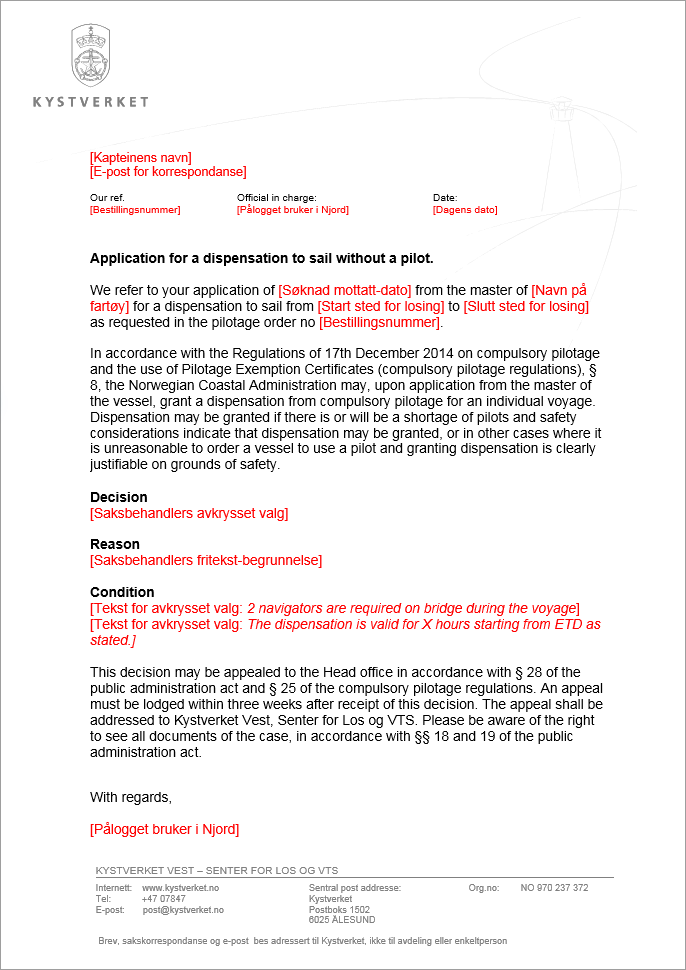 KYSTVERKET
[Kapteinens navn]
[E-post for korrespondanse]
Our ref. Official in charge: Date:
[Bestillingsnummer] [Pålogget bruker i Njord] [Dagens dato]
Application for a dispensation to sail without a pilot.
We refer to your application of [Søknad mottatt-dato] from the master of [Navn på
fartøy] for a dispensation to sail from [Start sted for losing] to [Slutt sted for losing]
as requested in the pilotage order no [Bestillingsnummer].
In accordance with the Regulations of 17th December 2014 on compulsory pilotage
and the use of Pilotage Exemption Certificates (compulsory pilotage regulations), §
8, the Norwegian Coastal Administration may, upon application from the master of
the vessel, grant a dispensation from compulsory pilotage for an individual voyage.
Dispensation may be granted if there is or will be a shortage of pilots and safety
considerations indicate that dispensation may be granted, or in other cases where it
is unreasonable to order a vessel to use a pilot and granting dispensation is clearly
justifiable on grounds of safety.
Decision
[Saksbehandlers avkrysset valg]
Reason
[Saksbehandlers fritekst-begrunnelse]
Condition
[Tekst for avkrysset valg: 2 navigators are required on bridge during the voyage]
[Tekst for avkrysset valg: The dispensation is valid for X hours starting from ETD as
stated.]
This decision may be appealed to the Head office in accordance with § 28 of the
public administration act and § 25 of the compulsory pilotage regulations. An appeal
must be lodged within three weeks after receipt of this decision. The appeal shall be
addressed to Kystverket Vest, Senter for Los og VTS. Please be aware of the right
to see all documents of the case, in accordance with §§ 18 and 19 of the public
administration act.
With regards,
[Pålogget bruker i Njord]
KYSTVERKET VEST – SENTER FOR LOS OG VTS
Internett: www.kystverket.no Sentral post addresse: Org.no: NO 970 237 372
Tel: +47 07847 Kystverket
E-post: post@kystverket.no Postboks 1502
6025 ÅLESUND
Brev, sakskorrespondanse og e-post bes adressert til Kystverket, ikke til avdeling eller enkeltperson